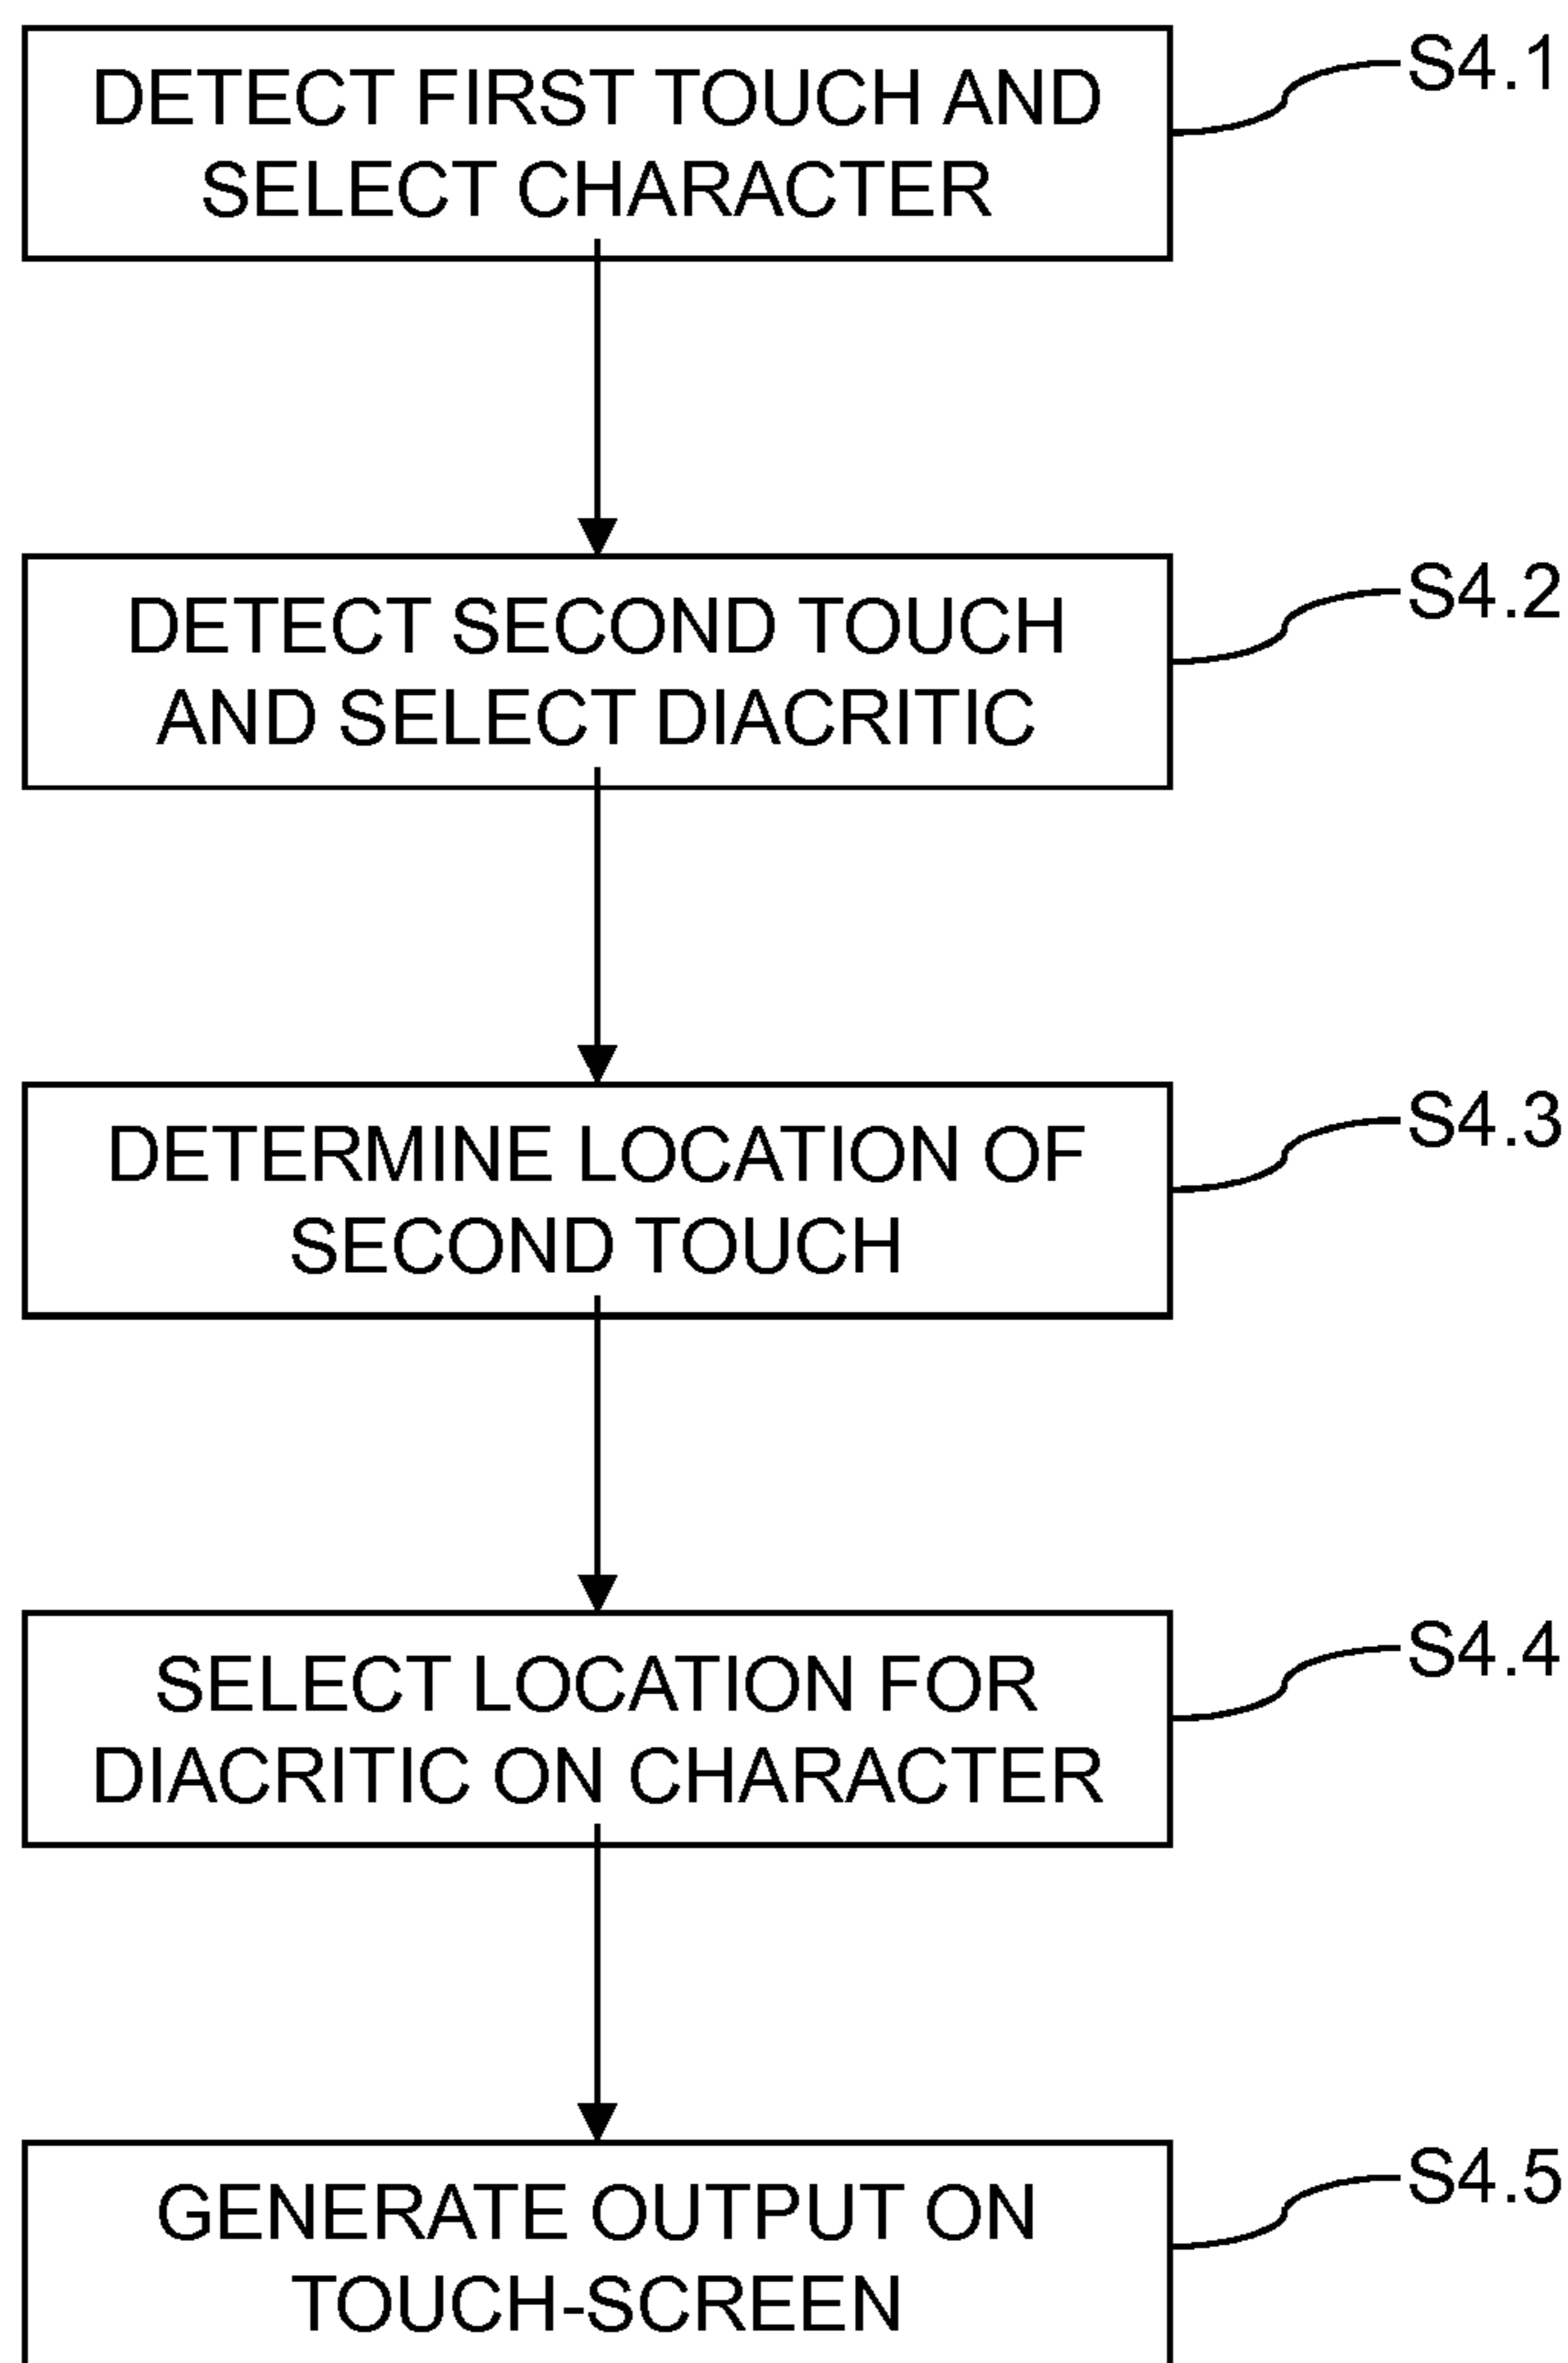 DETECT FIRST TOUCH AND
SELECT CHARACTER
S4.1
DETECT SECOND TOUCH
AND SELECT DIACRITIC
S4.2
DETERMINE LOCATION OF
SECOND TOUCH
S4.3
SELECT LOCATION FOR
DIACRITIC ON CHARACTER
S4.4
GENERATE OUTPUT ON
TOUCH-SCREEN
S4.5